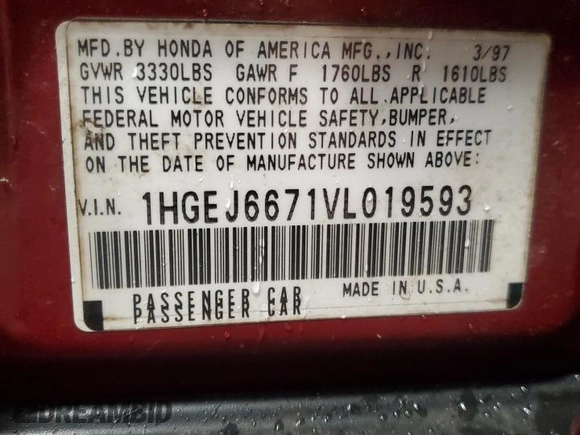 MFD.BY HONDA OF AMERICA MFG.,INC. 3/97
GVWR 3330LBS GAWR F 1760LBS R 1610LBS
THIS VEHICLE CONFORMS TO ALL APPLICABLE
FEDERAL MOTOR VEHICLE SAFETY,BUMPER,
AND THEFT PREVENTION STANDARDS IN EFFECT
ON THE DATE OF MANUFACTURE SHOWN ABOVE:
V.I.N. 1HGEJ6671VL019593
PASSENGER CAR MADE IN U.S.A.
PASSENGER CAR
DREAMBID